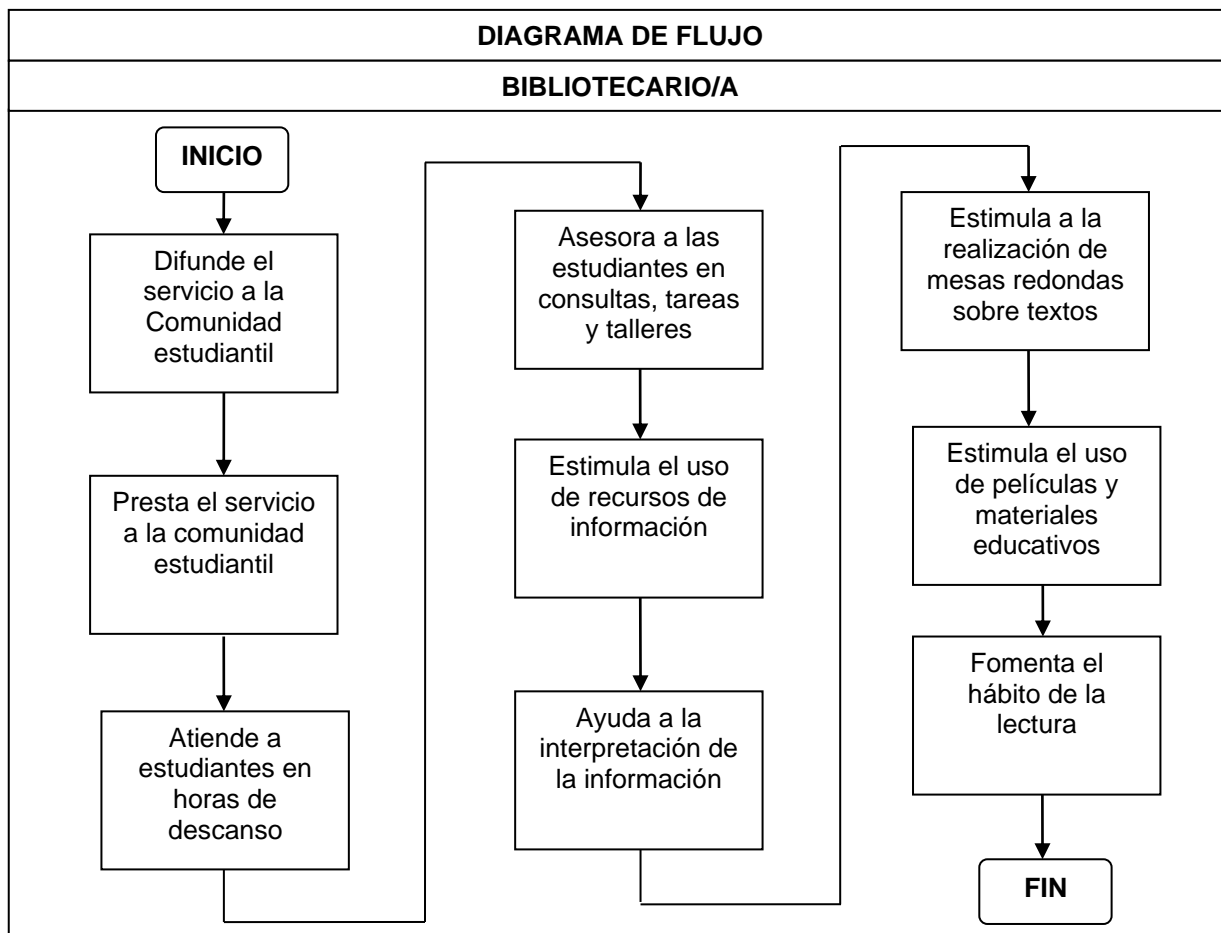 DIAGRAMA DE FLUJO
BIBLIOTECARIO/A
INICIO
Difunde el
servicio a la
Comunidad
estudiantil
Presta el servicio
a la comunidad
estudiantil
Atiende a
estudiantes en
horas de
descanso
Asesora a las
estudiantes en
consultas, tareas
y talleres
Estimula el uso
de recursos de
información
Ayuda a la
interpretación de
la información
Estimula a la
realización de
mesas redondas
sobre textos
Estimula el uso
de películas y
materiales
educativos
Fomenta el
hábito de la
lectura
FIN